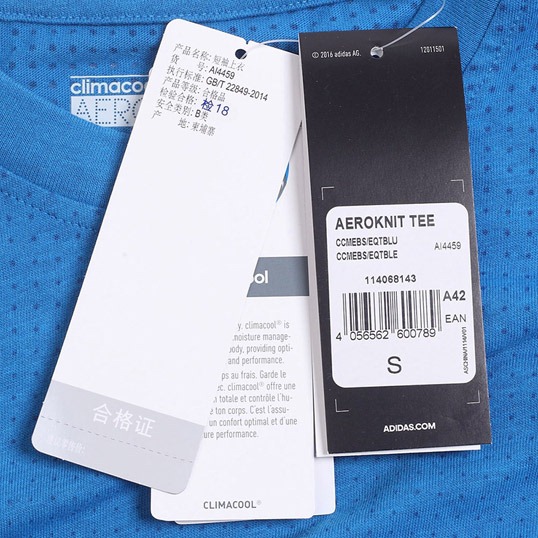 climacool
AERO
产品名称: 短袖上衣
货 号: AI4459
执行标准: GB/T 22849-2014
产品等级: 合格品
检验合格: 检18
安全类别: B类
产 地: 柬埔寨
合格证
ool
y. climacool® is
moisture manage-
body, providing opti-
and performance.
ps au frais. Garde le
ec. climacool® offre une
n totale et contrôle l'hu-
e ton corps. C'est l'assu-
un confort optimal et d'une
ure performance.
CLIMACOOL®
© 2016 adidas AG.
12011501
AEROKNIT TEE
CCMEBS/EQTBLU AI4459
CCMEBS/EQTBLE
114068143
A42
EAN
4 056562 600789
S
ASCHINA/1114/V01
ADIDAS.COM